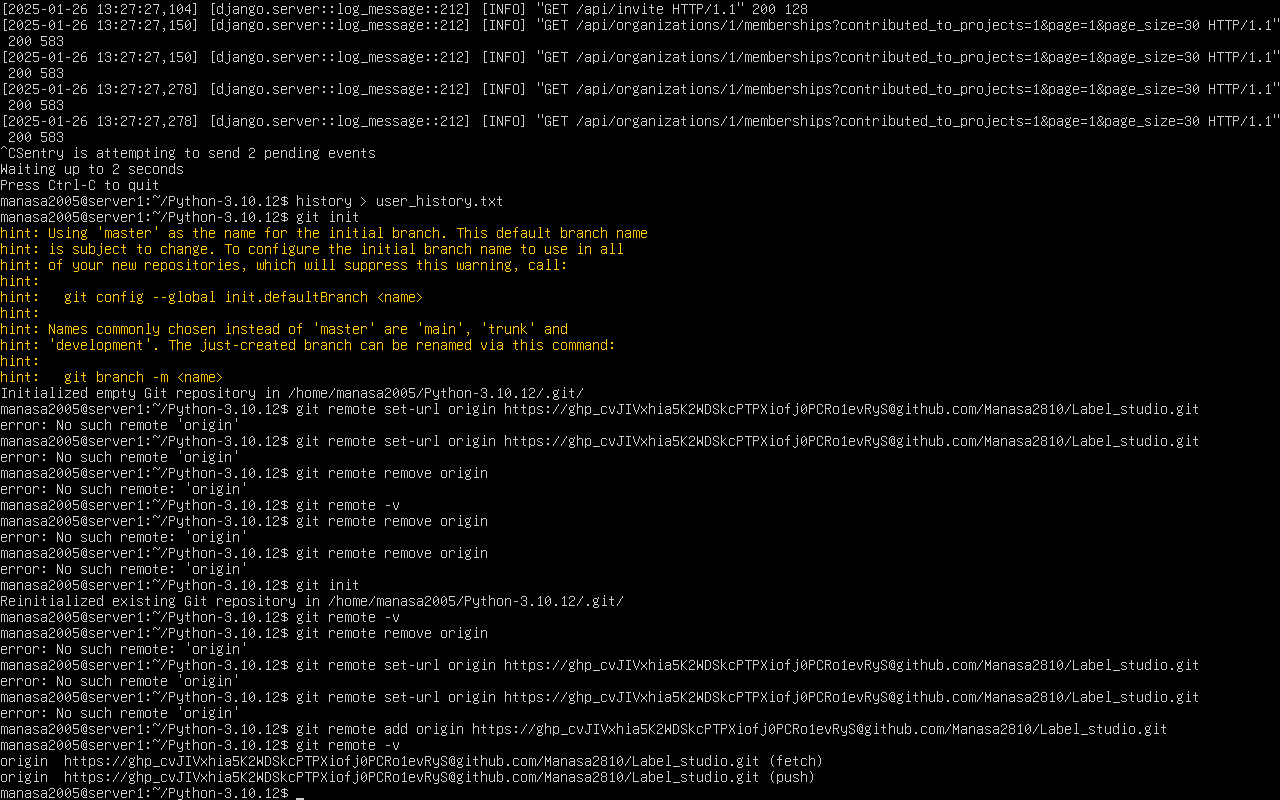 [2025-01-26 13:27:27,104] [django.server::log_message::212] [INFO] "GET /api/invite HTTP/1.1" 200 128
[2025-01-26 13:27:27,150] [django.server::log_message::212] [INFO] "GET /api/organizations/1/memberships?contributed_to_projects=1&page=1&page_size=30 HTTP/1.1"
 200 583
[2025-01-26 13:27:27,150] [django.server::log_message::212] [INFO] "GET /api/organizations/1/memberships?contributed_to_projects=1&page=1&page_size=30 HTTP/1.1"
 200 583
[2025-01-26 13:27:27,278] [django.server::log_message::212] [INFO] "GET /api/organizations/1/memberships?contributed_to_projects=1&page=1&page_size=30 HTTP/1.1"
 200 583
[2025-01-26 13:27:27,278] [django.server::log_message::212] [INFO] "GET /api/organizations/1/memberships?contributed_to_projects=1&page=1&page_size=30 HTTP/1.1"
 200 583
^CSentry is attempting to send 2 pending events
Waiting up to 2 seconds
Press Ctrl-C to quit
manasa2005@server1:~/Python-3.10.12$ history > user_history.txt
manasa2005@server1:~/Python-3.10.12$ git init
hint: Using 'master' as the name for the initial branch. This default branch name
hint: is subject to change. To configure the initial branch name to use in all
hint: of your new repositories, which will suppress this warning, call:
hint:
hint:   git config --global init.defaultBranch <name>
hint:
hint: Names commonly chosen instead of 'master' are 'main', 'trunk' and
hint: 'development'. The just-created branch can be renamed via this command:
hint:
hint:   git branch -m <name>
Initialized empty Git repository in /home/manasa2005/Python-3.10.12/.git/
manasa2005@server1:~/Python-3.10.12$ git remote set-url origin https://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@github.com/Manasa2810/Label_studio.git
error: No such remote 'origin'
manasa2005@server1:~/Python-3.10.12$ git remote set-url origin https://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@github.com/Manasa2810/Label_studio.git
error: No such remote 'origin'
manasa2005@server1:~/Python-3.10.12$ git remote remove origin
error: No such remote: 'origin'
manasa2005@server1:~/Python-3.10.12$ git remote -v
manasa2005@server1:~/Python-3.10.12$ git remote remove origin
error: No such remote: 'origin'
manasa2005@server1:~/Python-3.10.12$ git remote remove origin
error: No such remote: 'origin'
manasa2005@server1:~/Python-3.10.12$ git init
Reinitialized existing Git repository in /home/manasa2005/Python-3.10.12/.git/
manasa2005@server1:~/Python-3.10.12$ git remote -v
manasa2005@server1:~/Python-3.10.12$ git remote remove origin
error: No such remote: 'origin'
manasa2005@server1:~/Python-3.10.12$ git remote set-url origin https://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@github.com/Manasa2810/Label_studio.git
error: No such remote 'origin'
manasa2005@server1:~/Python-3.10.12$ git remote set-url origin https://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@github.com/Manasa2810/Label_studio.git
error: No such remote 'origin'
manasa2005@server1:~/Python-3.10.12$ git remote add origin https://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@github.com/Manasa2810/Label_studio.git
manasa2005@server1:~/Python-3.10.12$ git remote -v
origin  https://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@github.com/Manasa2810/Label_studio.git (fetch)
origin  https://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@github.com/Manasa2810/Label_studio.git (push)
manasa2005@server1:~/Python-3.10.12$ _